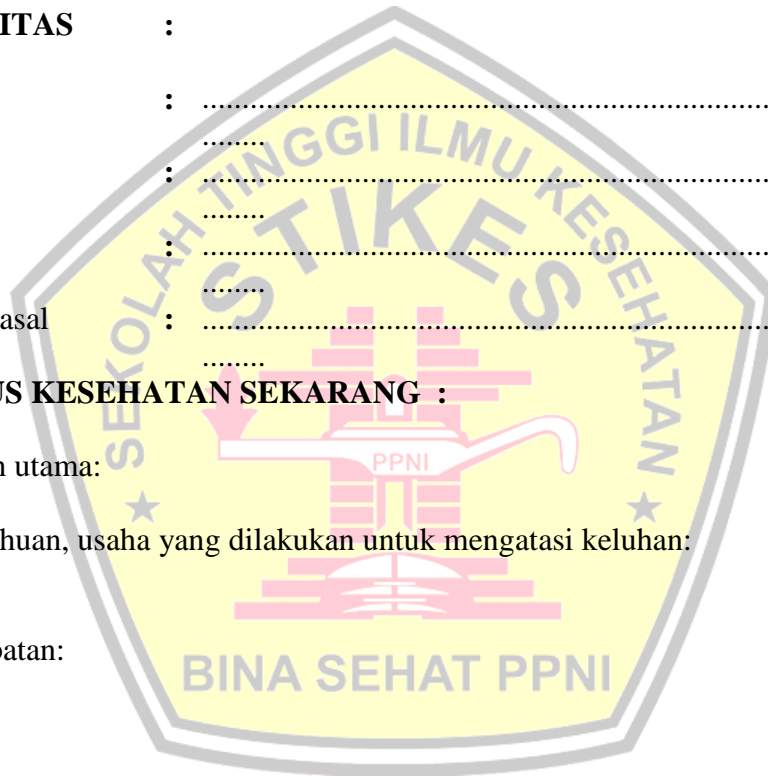 ITAS :
: ........................................................................
........
: ........................................................................
........
: ........................................................................
........
asal : ........................................................................
........
US KESEHATAN SEKARANG :
n utama:
huan, usaha yang dilakukan untuk mengatasi keluhan:
batan:
SEKOLAH TINGGI ILMU KESEHATAN
STIKES
PPNI
BINA SEHAT PPNI